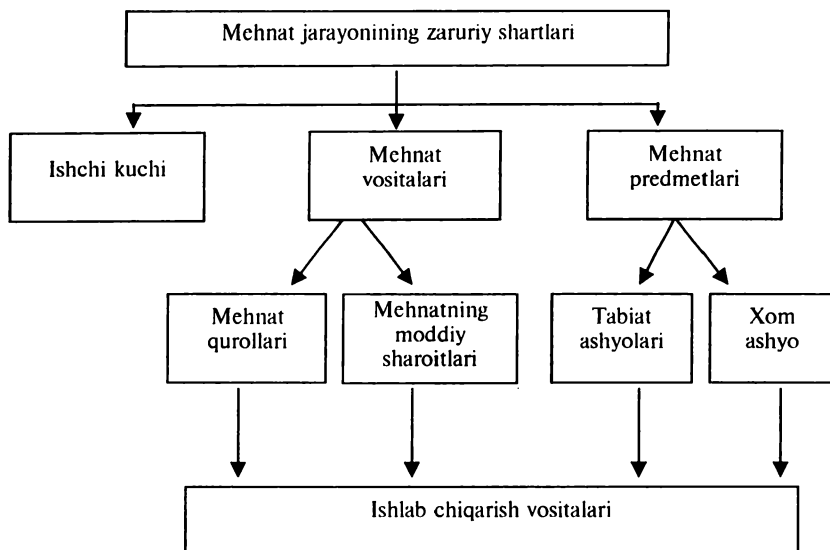 Mehnat jarayonining zaruriy shartlari
Ishchi kuchi
Mehnat
vositalari
Mehnat
predmetlari
Mehnat
qurollari
Mehnatning
moddiy
sharoitlari
Tabiat
ashyolari
Xom
ashyo
Ishlab chiqarish vositalari